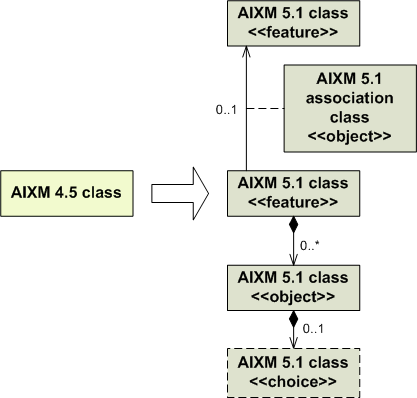 AIXM 5.1 class
<<feature>>
AIXM 5.1
association
class
<<object>>
0..1
AIXM 4.5 class
AIXM 5.1 class
<<feature>>
0..*
AIXM 5.1 class
<<object>>
0..1
AIXM 5.1 class
<<choice>>